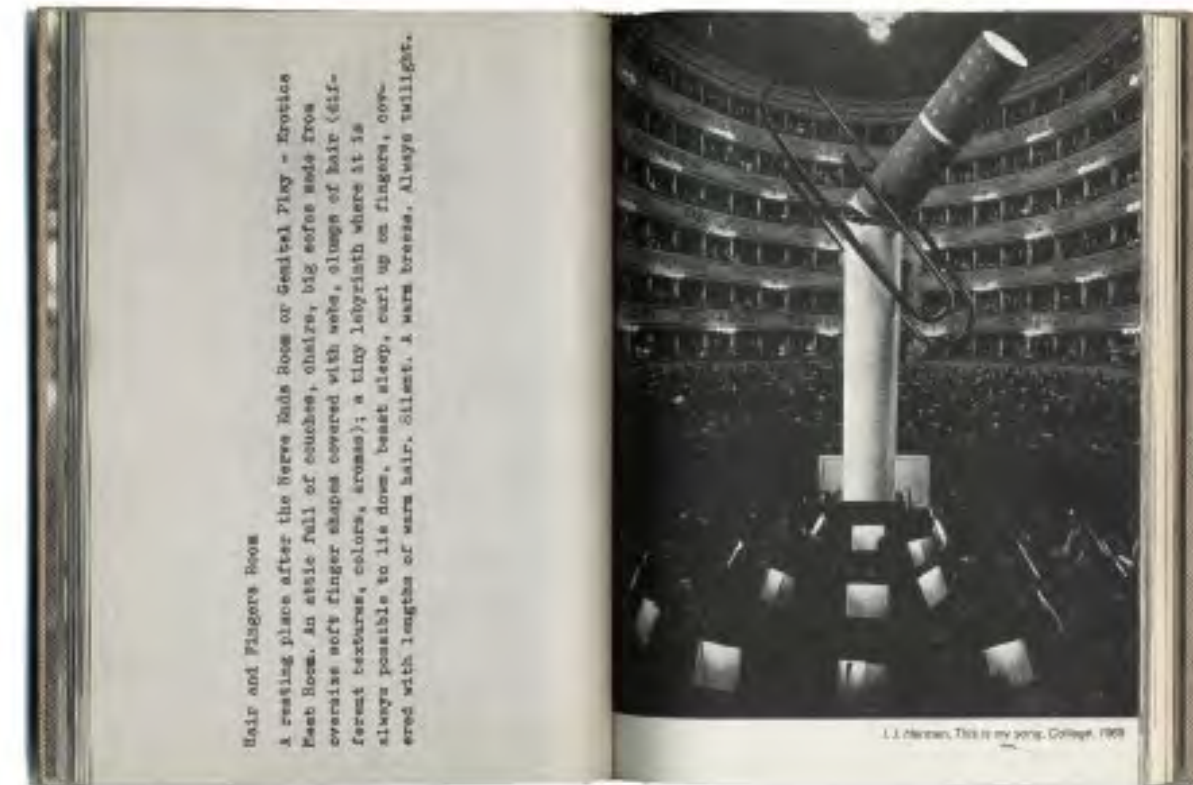 Hair and Fingers Room
A resting place after the Nerve Ends Room or Genital Play - Erotics
Meat Room. An attic full of couches, chairs, big sofas made from
oversize soft finger shapes covered with webs, clumps of hair (dif-
ferent textures, colors, aromas); a tiny labyrinth where it is
always possible to lie down, beast sleep, curl up on fingers, cov-
ered with lengths of warm hair. Silent. A warm breeze. Always twilight.
This is my song, Collage, 1969